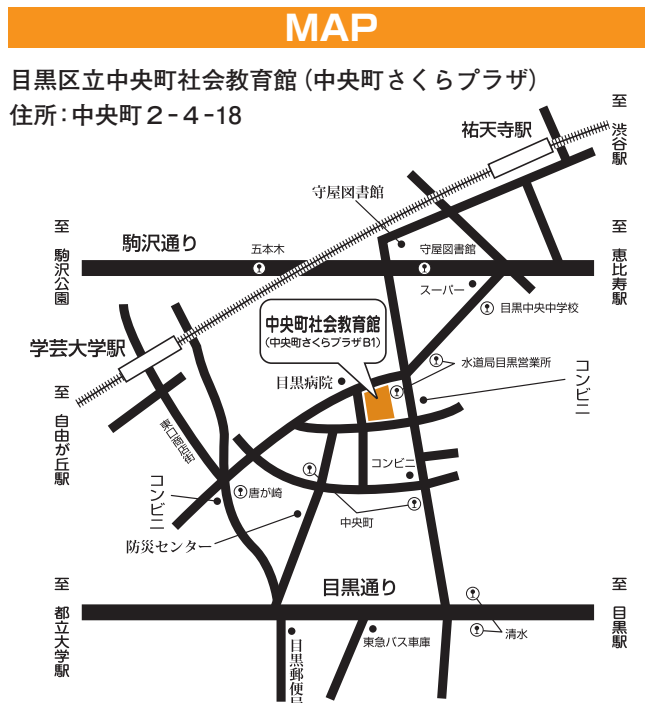 MAP
目黒区立中央町社会教育館（中央町さくらプラザ）
住所：中央町２-４-18
祐天寺駅
至 渋谷駅
守屋図書館
至 駒沢公園
駒沢通り
五本木
守屋図書館
至 恵比寿駅
スーパー
目黒中央中学校
中央町社会教育館
（中央町さくらプラザB1）
学芸大学駅
水道局目黒営業所
コンビニ
目黒病院
至 自由が丘駅
東口商店街
コンビニ
コンビニ
唐が崎
中央町
防災センター
至 都立大学駅
目黒通り
至 目黒駅
清水
東急バス車庫
目黒郵便局